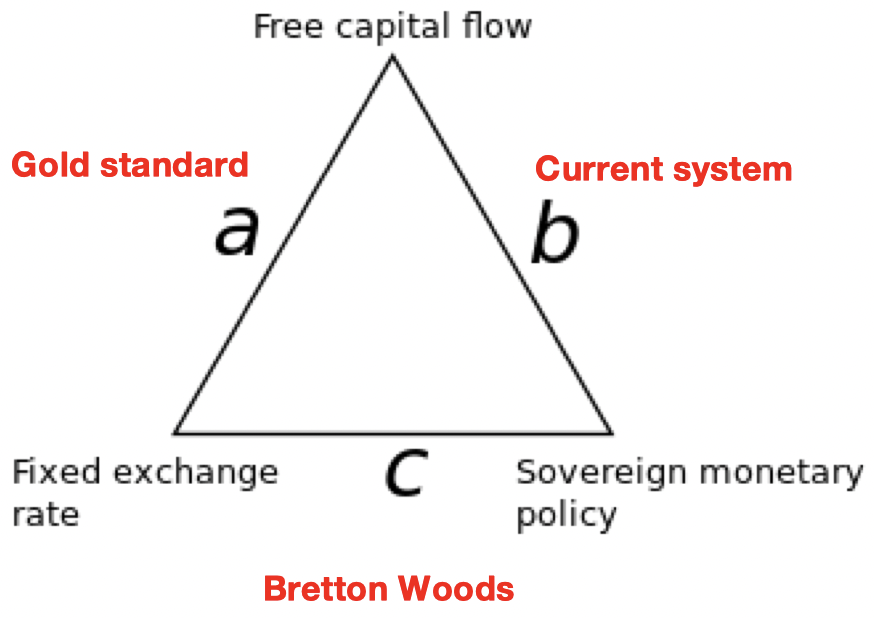 Free capital flow
Gold standard
Current system
a
b
Fixed exchange
rate
C
Sovereign monetary
policy
Bretton Woods